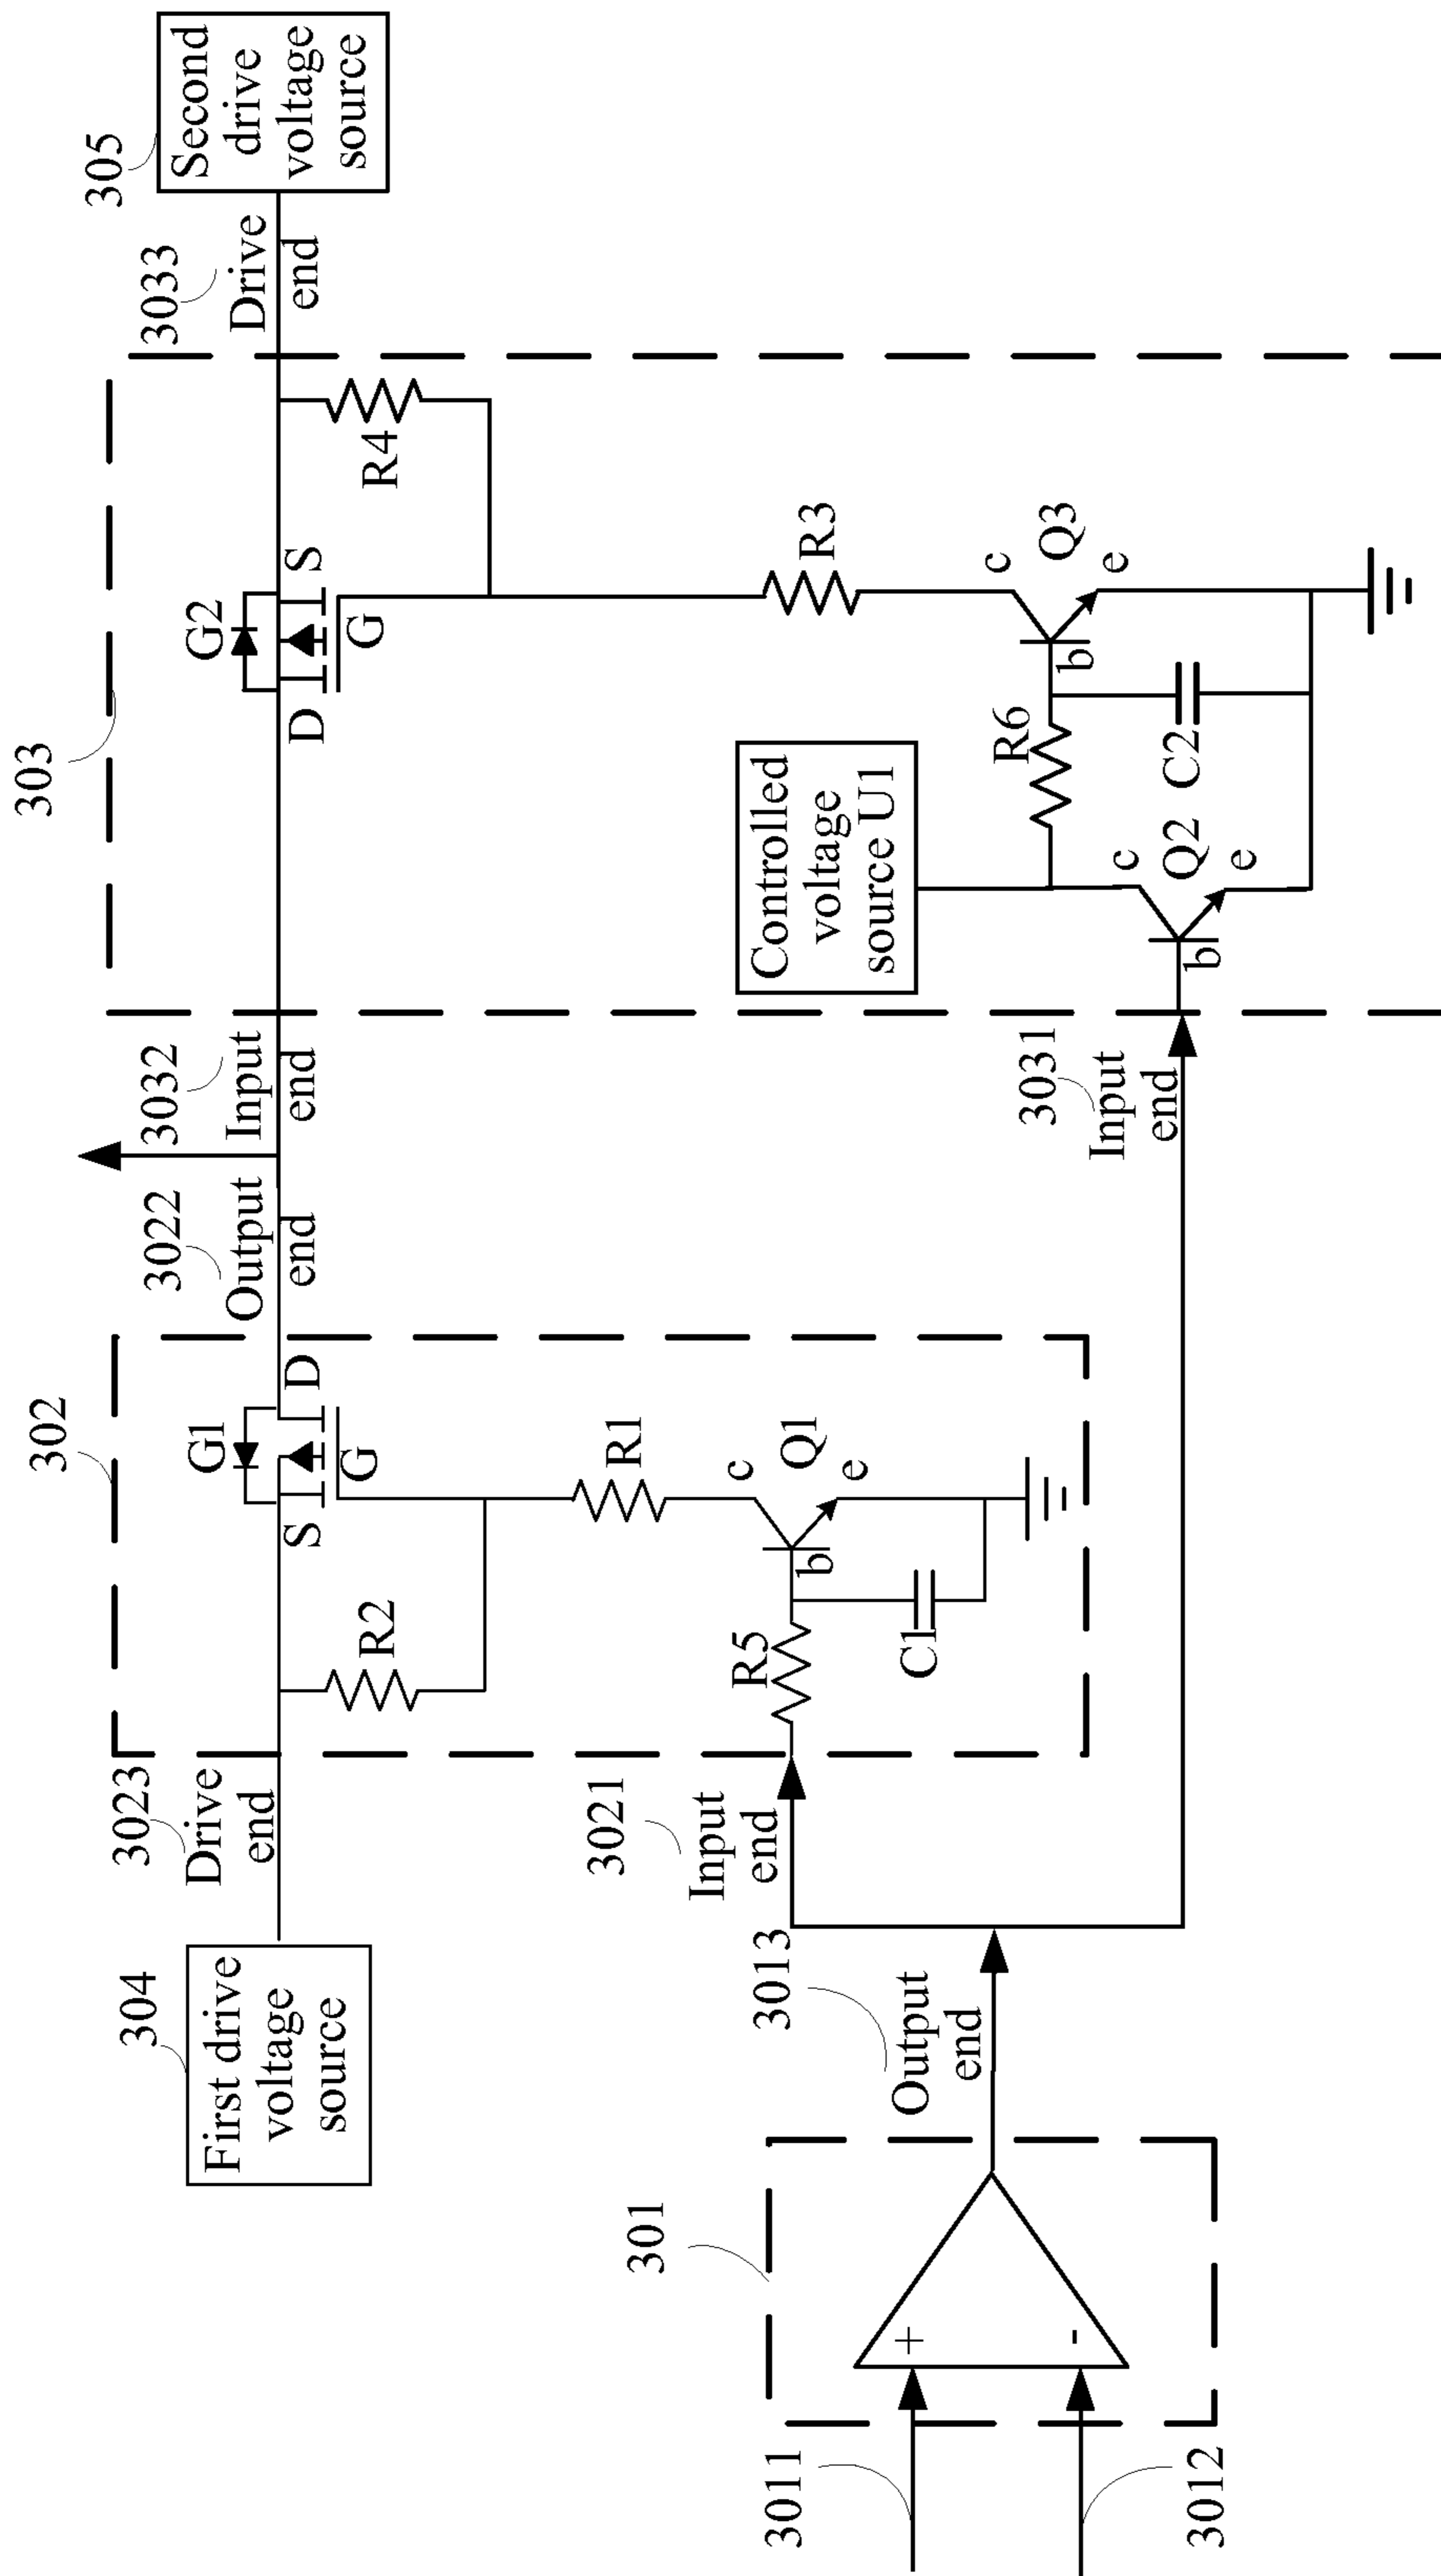 304
First drive
voltage
source
3023
Drive
end
302
G1
S
D
G
R2
R1
c
Q1
b
e
R5
C1
3021
Input
end
3022
Output
end
3032
Input
end
303
G2
D
S
G
R4
R3
c
Q3
b
e
R6
C2
Controlled
voltage
source U1
c
Q2
b
e
3031
Input
end
3033
Drive
end
305
Second
drive
voltage
source
301
+
-
3011
3012
3013
Output
end